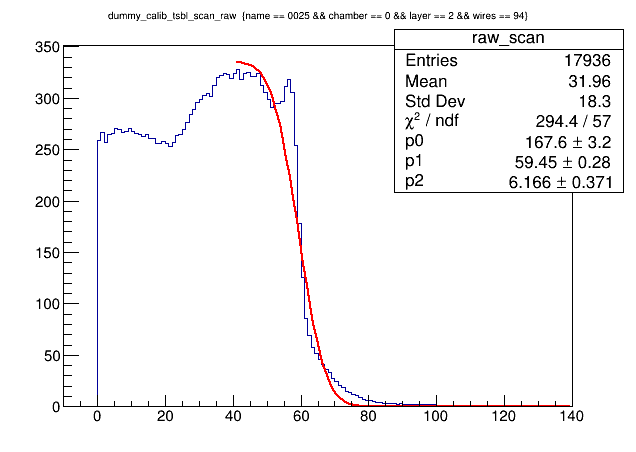 dummy_calib_tsbl_scan_raw {name == 0025 && chamber == 0 && layer == 2 && wires == 94}
raw_scan
Entries 17936
Mean 31.96
Std Dev 18.3
χ² / ndf 294.4 / 57
p0 167.6 ± 3.2
p1 59.45 ± 0.28
p2 6.166 ± 0.371
350
300
250
200
150
100
50
0
0 20 40 60 80 100 120 140